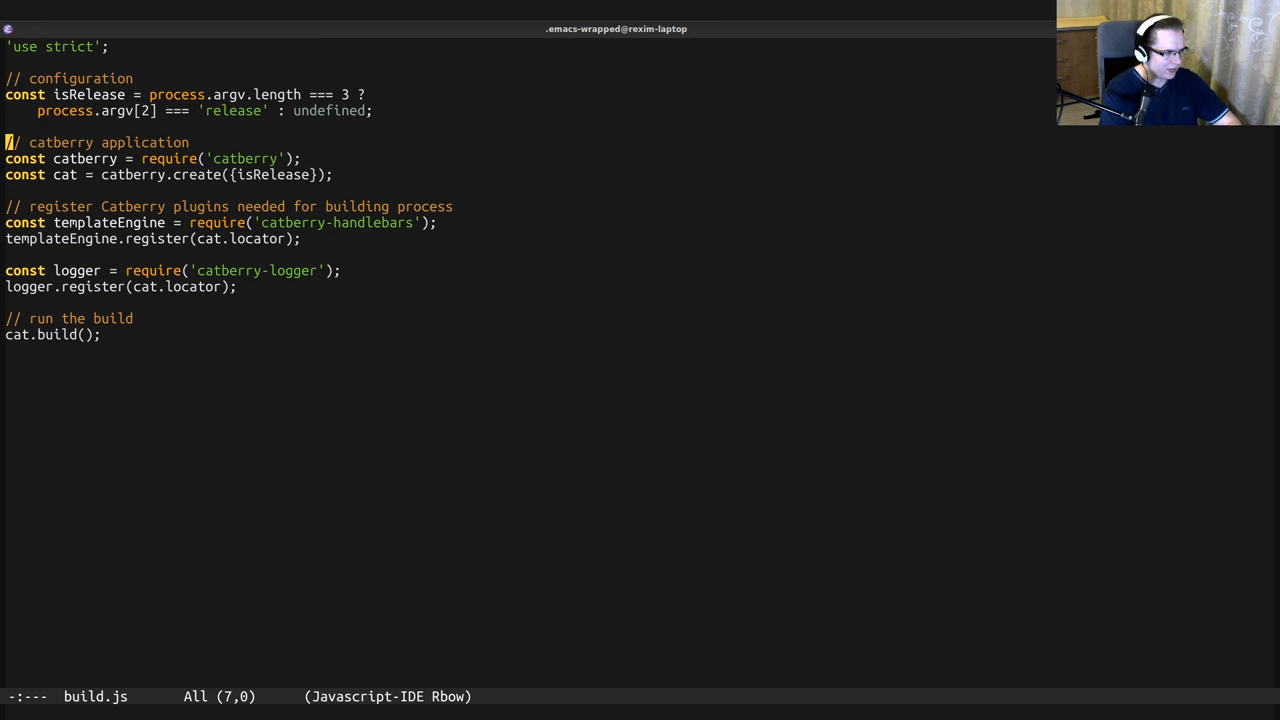 .emacs-wrapped@rexim-laptop
'use strict';
// configuration
const isRelease = process.argv.length === 3 ?
process.argv[2] === 'release' : undefined;
// catberry application
const catberry = require('catberry');
const cat = catberry.create({isRelease});
// register Catberry plugins needed for building process
const templateEngine = require('catberry-handlebars');
templateEngine.register(cat.locator);
const logger = require('catberry-logger');
logger.register(cat.locator);
// run the build
cat.build();
-:--- build.js All (7,0) (Javascript-IDE Rbow)